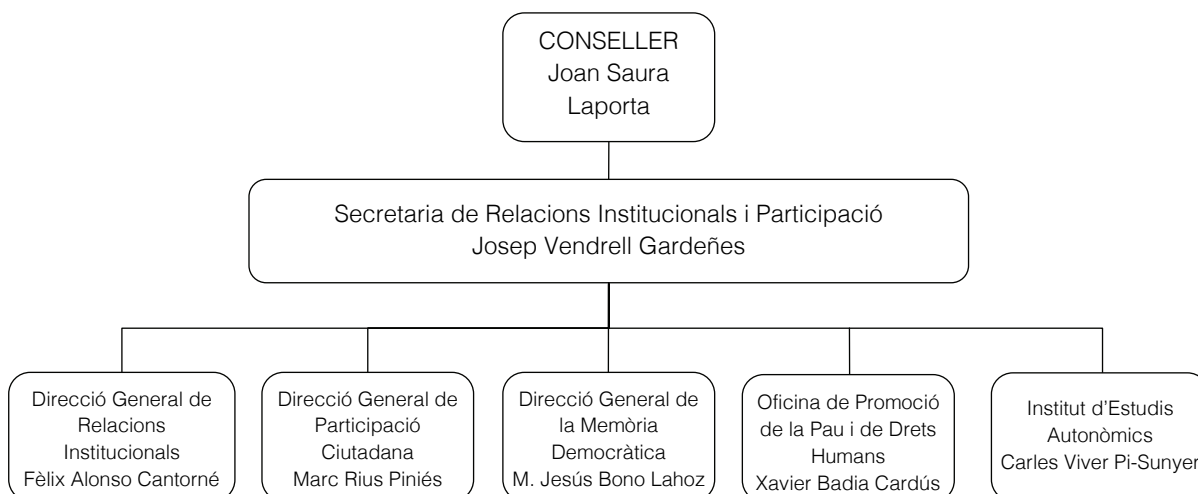 CONSELLER
Joan Saura
Laporta
Secretaria de Relacions Institucionals i Participació
Josep Vendrell Gardeñes
Direcció General de
Relacions
Institucionals
Fèlix Alonso Cantorné
Direcció General de
Participació
Ciutadana
Marc Rius Piniés
Direcció General de
la Memòria
Democràtica
M. Jesús Bono Lahoz
Oficina de Promoció
de la Pau i de Drets
Humans
Xavier Badia Cardús
Institut d’Estudis
Autonòmics
Carles Viver Pi-Sunyer